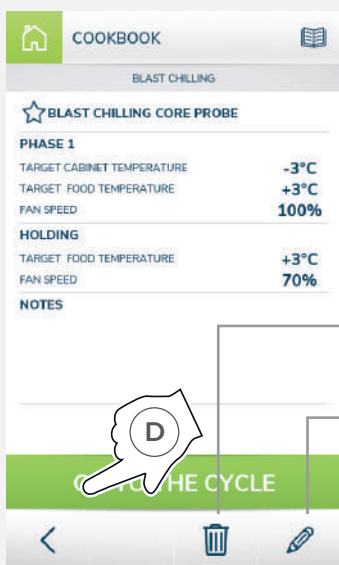 COOKBOOK
BLAST CHILLING
BLAST CHILLING CORE PROBE
PHASE 1
TARGET CABINET TEMPERATURE -3°C
TARGET FOOD TEMPERATURE +3°C
FAN SPEED 100%
HOLDING
TARGET FOOD TEMPERATURE +3°C
FAN SPEED 70%
NOTES
D
THE CYCLE